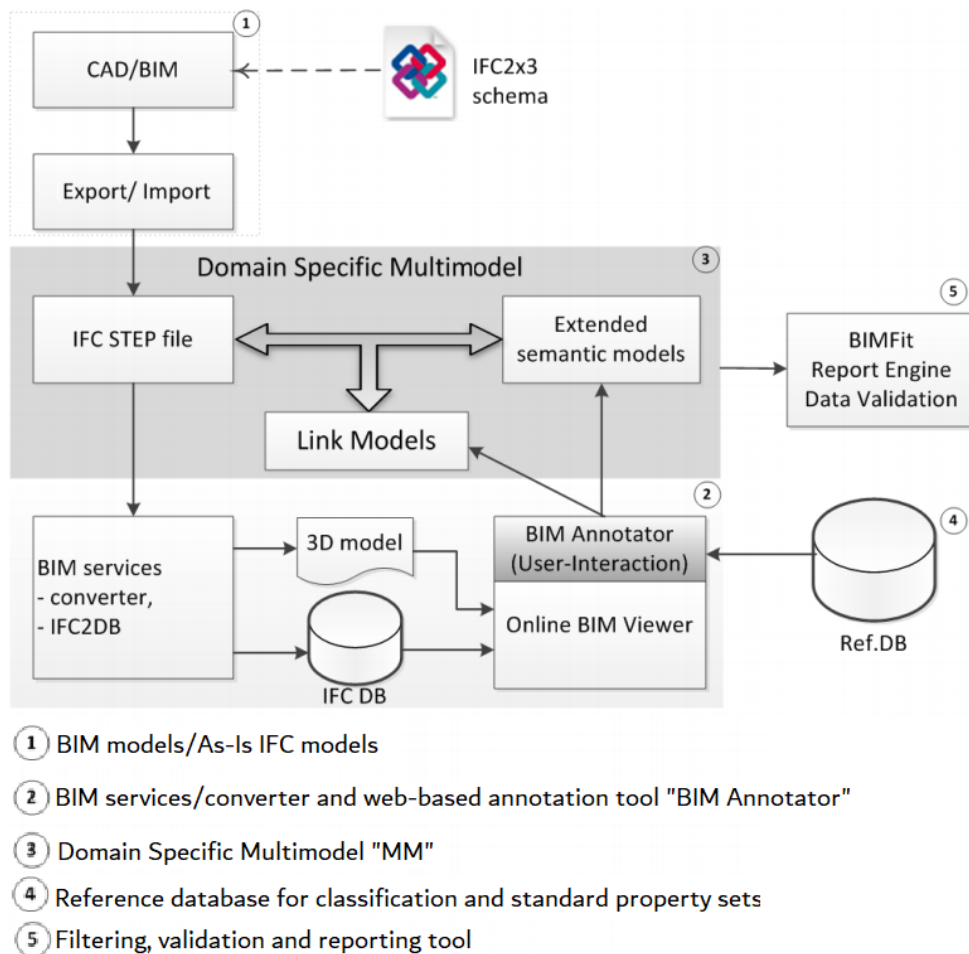 1
CAD/BIM
IFC2x3
schema
Export/ Import
Domain Specific Multimodel
3
IFC STEP file
Extended
semantic models
Link Models
5
BIMFit
Report Engine
Data Validation
2
BIM services
- converter,
- IFC2DB
3D model
IFC DB
BIM Annotator
(User-Interaction)
Online BIM Viewer
4
Ref.DB
1 BIM models/As-Is IFC models
2 BIM services/converter and web-based annotation tool "BIM Annotator"
3 Domain Specific Multimodel "MM"
4 Reference database for classification and standard property sets
5 Filtering, validation and reporting tool